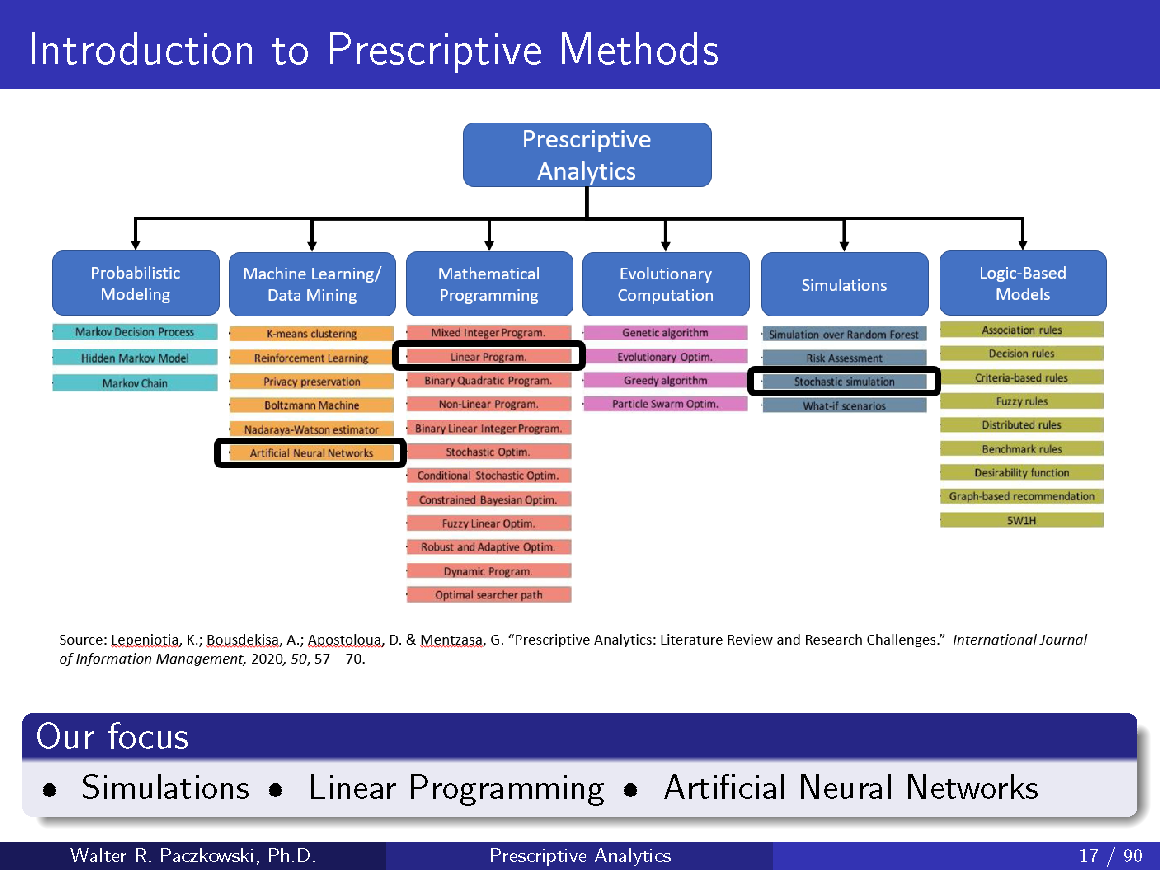 Introduction to Prescriptive Methods
Prescriptive
Analytics
Probabilistic
Modeling
Markov Decision Process
Hidden Markov Model
Markov Chain
Machine Learning/
Data Mining
K-means clustering
Reinforcement Learning
Privacy preservation
Boltzmann Machine
Nadaraya-Watson estimator
Artificial Neural Networks
Mathematical
Programming
Mixed Integer Program.
Linear Program.
Binary Quadratic Program.
Non-Linear Program.
Binary Linear Integer Program.
Stochastic Optim.
Conditional Stochastic Optim.
Constrained Bayesian Optim.
Fuzzy Linear Optim.
Robust and Adaptive Optim.
Dynamic Program.
Optimal searcher path
Evolutionary
Computation
Genetic algorithm
Evolutionary Optim.
Greedy algorithm
Particle Swarm Optim.
Simulations
Simulation over Random Forest
Risk Assessment
Stochastic simulation
What-if scenarios
Logic-Based
Models
Association rules
Decision rules
Criteria-based rules
Fuzzy rules
Distributed rules
Benchmark rules
Desirability function
Graph-based recommendation
5W1H
Source: Lepeniotia, K.; Bousdekisa, A.; Apostoloua, D. & Mentzasa, G. “Prescriptive Analytics: Literature Review and Research Challenges.” International Journal
of Information Management, 2020, 50, 57 70.
Our focus
• Simulations • Linear Programming • Artificial Neural Networks
Walter R. Paczkowski, Ph.D.
Prescriptive Analytics
17 / 90